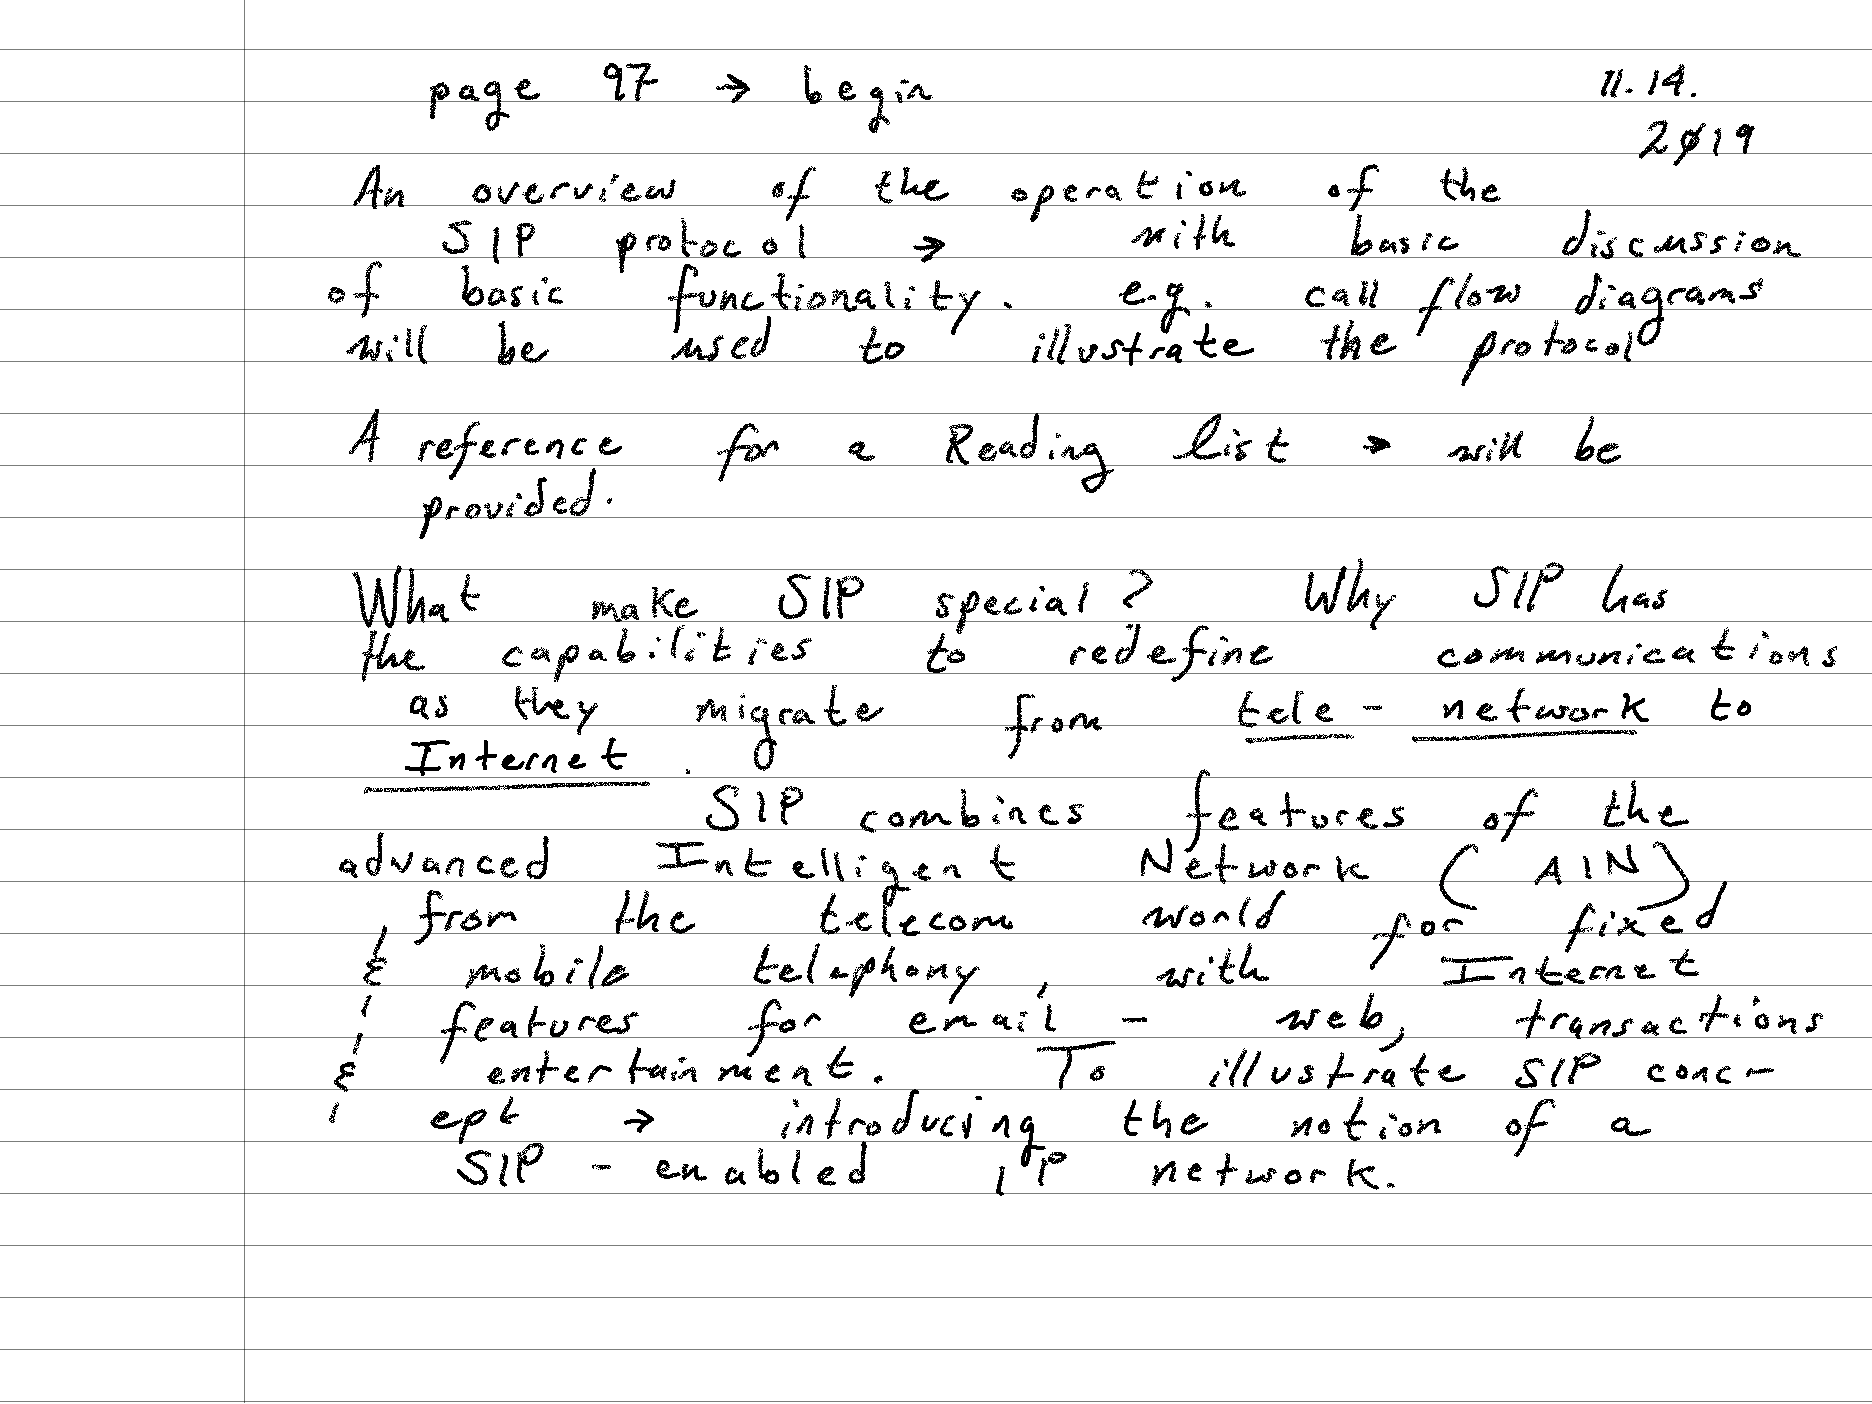 page 97 → begin 11.14.
2019
An overview of the operation of the
SIP protocol → with basic discussion
of basic functionality. e.g. call flow diagrams
will be used to illustrate the protocol
A reference for a Reading list → will be
provided.
What make SIP special? Why SIP has
the capabilities to redefine communications
as they migrate from tele - network to
Internet.
SIP combines features of the
advanced Intelligent Network (AIN)
from the telecom world for fixed
& mobile telephony, with Internet
features for email - web, transactions
& entertainment. To illustrate SIP conc-
ept → introducing the notion of a
SIP - enabled IP network.